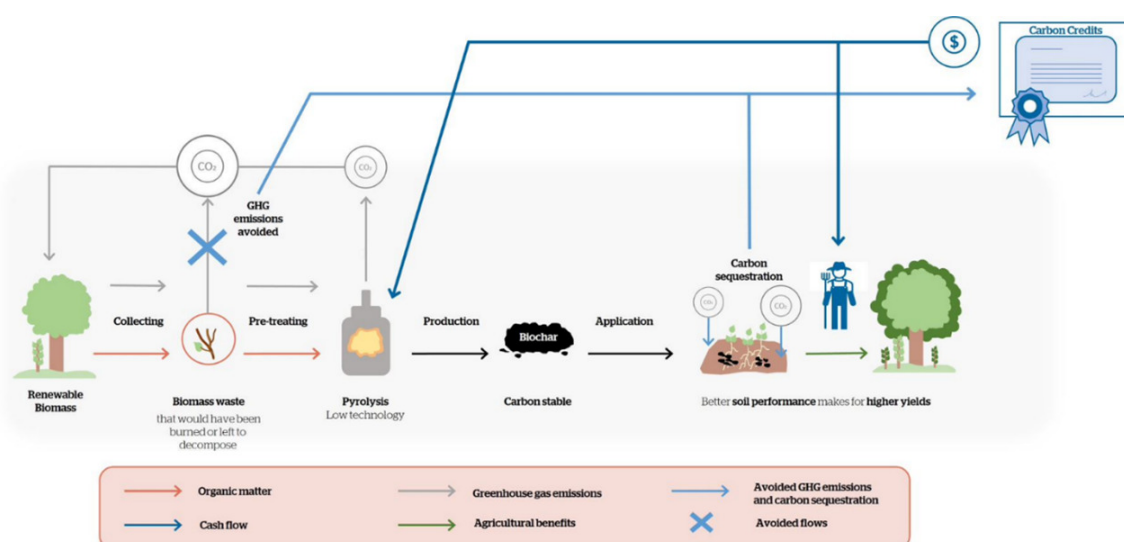 $
Carbon Credits
CO₂
CO₂
GHG
emissions
avoided
Carbon
sequestration
CO₂
CO₂
Collecting
Pre-treating
Production
Biochar
Application
Renewable
Biomass
Biomass waste
that would have been
burned or left to
decompose
Pyrolysis
Low technology
Carbon stable
Better soil performance makes for higher yields
Organic matter
Greenhouse gas emissions
Avoided GHG emissions
and carbon sequestration
Cash flow
Agricultural benefits
Avoided flows